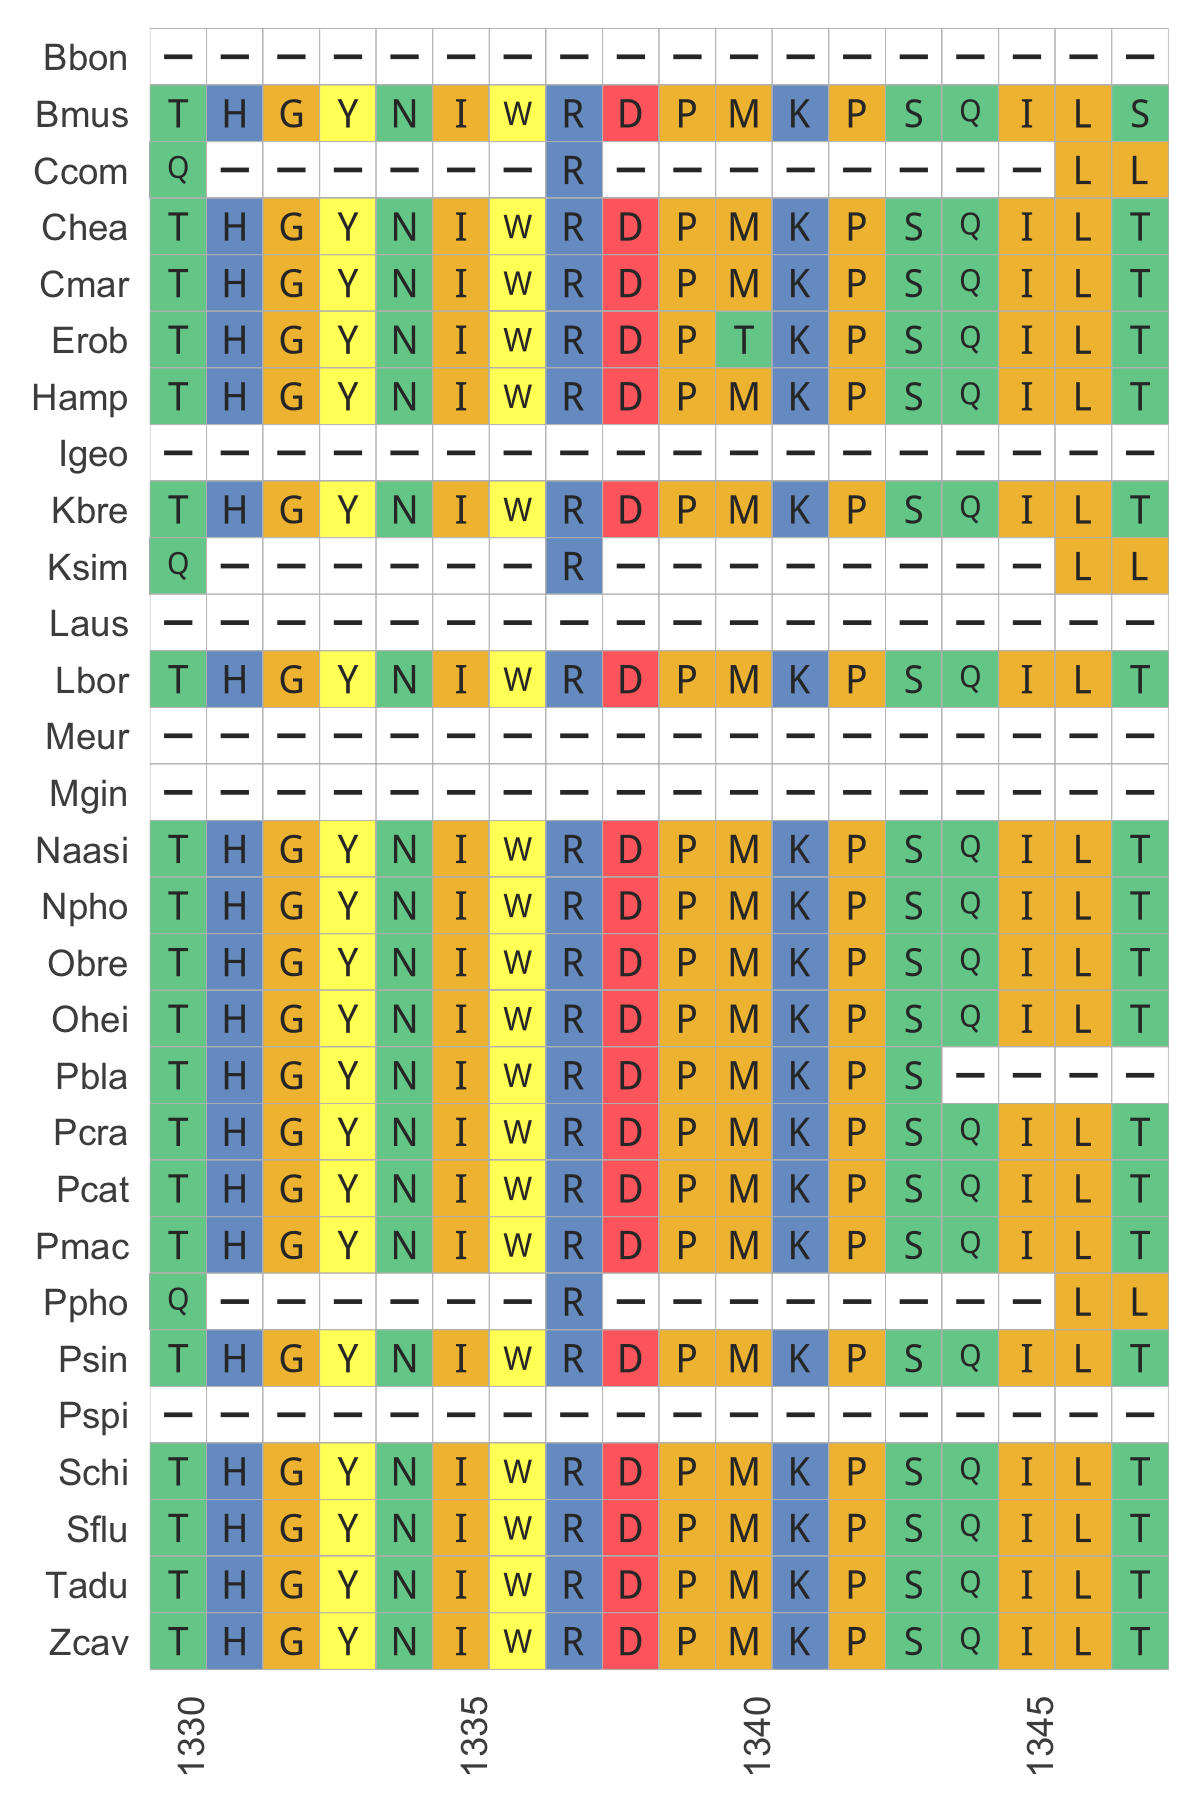 Bbon — — — — — — — — — — — — — — — — — —
Bmus T H G Y N I W R D P M K P S Q I L S
Ccom Q — — — — — — R — — — — — — — — L L
Chea T H G Y N I W R D P M K P S Q I L T
Cmar T H G Y N I W R D P M K P S Q I L T
Erob T H G Y N I W R D P T K P S Q I L T
Hamp T H G Y N I W R D P M K P S Q I L T
Igeo — — — — — — — — — — — — — — — — — —
Kbre T H G Y N I W R D P M K P S Q I L T
Ksim Q — — — — — — R — — — — — — — — L L
Laus — — — — — — — — — — — — — — — — — —
Lbor T H G Y N I W R D P M K P S Q I L T
Meur — — — — — — — — — — — — — — — — — —
Mgin — — — — — — — — — — — — — — — — — —
Naasi T H G Y N I W R D P M K P S Q I L T
Npho T H G Y N I W R D P M K P S Q I L T
Obre T H G Y N I W R D P M K P S Q I L T
Ohei T H G Y N I W R D P M K P S Q I L T
Pbla T H G Y N I W R D P M K P S — — — —
Pcra T H G Y N I W R D P M K P S Q I L T
Pcat T H G Y N I W R D P M K P S Q I L T
Pmac T H G Y N I W R D P M K P S Q I L T
Ppho Q — — — — — — R — — — — — — — — L L
Psin T H G Y N I W R D P M K P S Q I L T
Pspi — — — — — — — — — — — — — — — — — —
Schi T H G Y N I W R D P M K P S Q I L T
Sflu T H G Y N I W R D P M K P S Q I L T
Tadu T H G Y N I W R D P M K P S Q I L T
Zcav T H G Y N I W R D P M K P S Q I L T
1330 1335 1340 1345